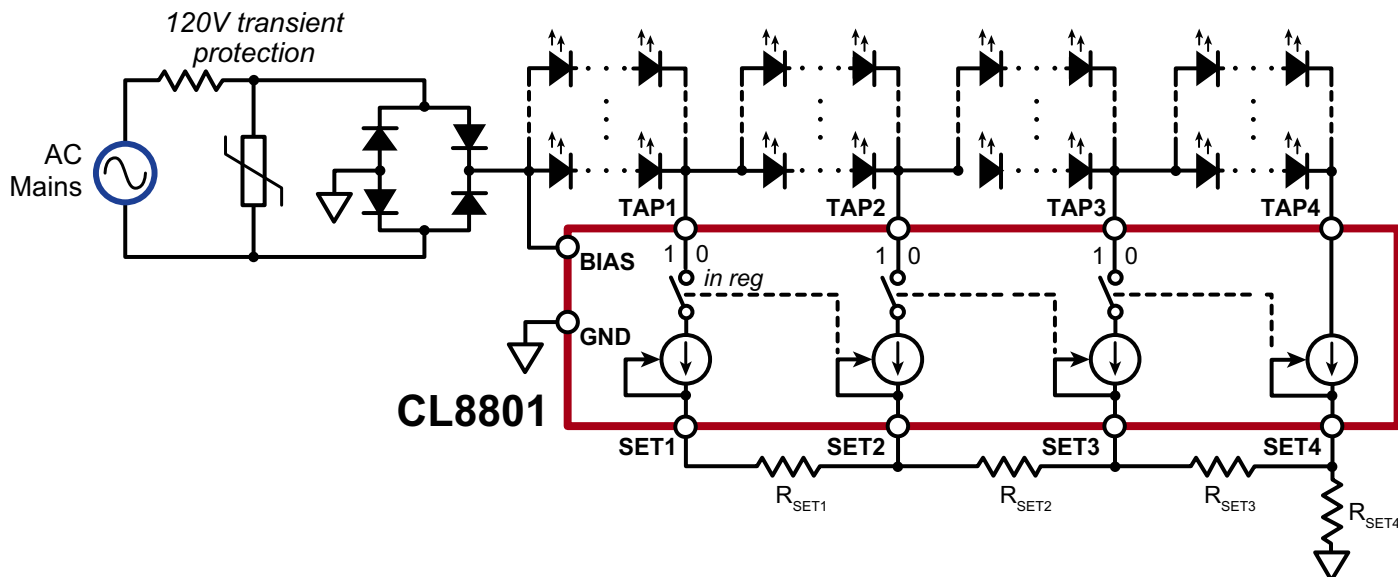 120V transient
protection
AC
Mains
TAP1
TAP2
TAP3
TAP4
BIAS
1 0
in reg
1 0
1 0
GND
CL8801
SET1
SET2
SET3
SET4
RSET1
RSET2
RSET3
RSET4